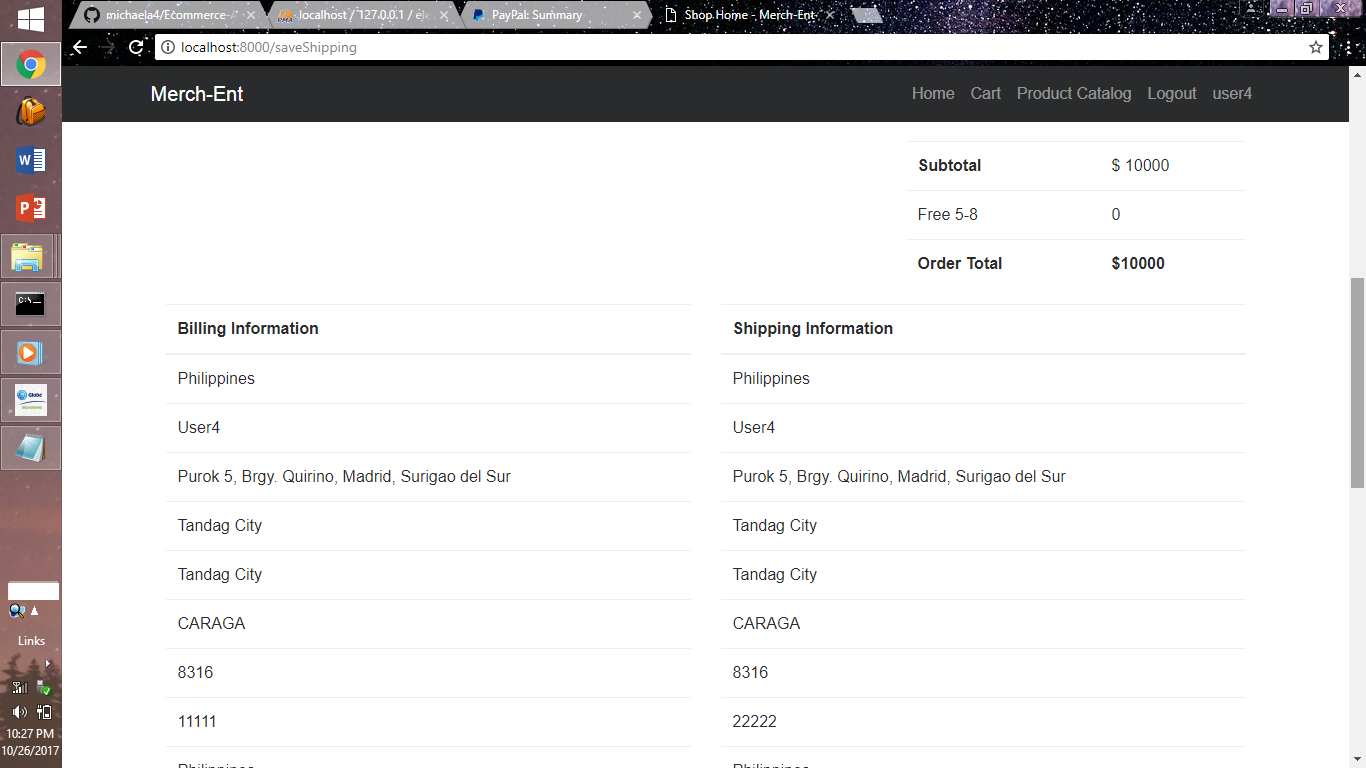 michaela4/Ecommerce-
localhost / 127.0.0.1 /
PayPal: Summary
Shop Home - Merch-Ent
localhost:8000/saveShipping
Merch-Ent
Home Cart Product Catalog Logout user4
Subtotal $ 10000
Free 5-8 0
Order Total $10000
Billing Information
Philippines
User4
Purok 5, Brgy. Quirino, Madrid, Surigao del Sur
Tandag City
Tandag City
CARAGA
8316
11111
Philippines
Shipping Information
Philippines
User4
Purok 5, Brgy. Quirino, Madrid, Surigao del Sur
Tandag City
Tandag City
CARAGA
8316
22222
Philippines
Globe
Links
10:27 PM
10/26/2017